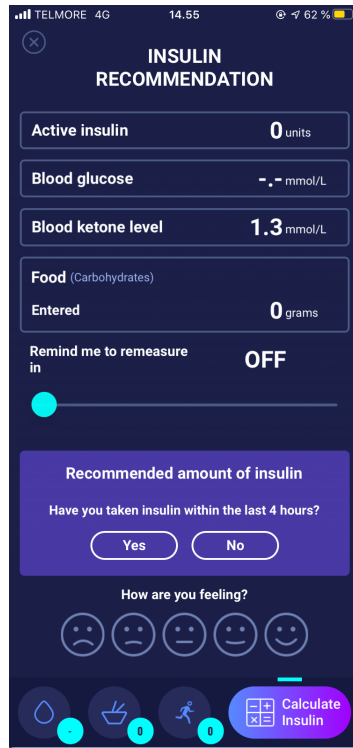 TELMORE 4G 14.55 62 %
INSULIN
RECOMMENDATION
Active insulin 0 units
Blood glucose -.- mmol/L
Blood ketone level 1.3 mmol/L
Food (Carbohydrates)
Entered 0 grams
Remind me to remeasure
in OFF
Recommended amount of insulin
Have you taken insulin within the last 4 hours?
Yes No
How are you feeling?
- 0 0
Calculate
Insulin